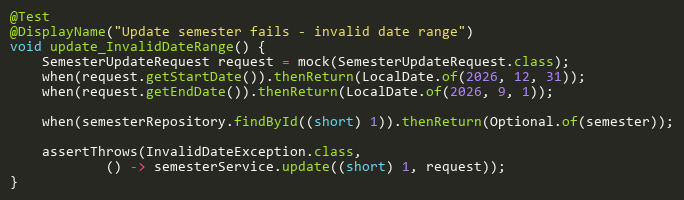 @Test
@DisplayName("Update semester fails - invalid date range")
void update_InvalidDateRange() {
    SemesterUpdateRequest request = mock(SemesterUpdateRequest.class);
    when(request.getStartDate()).thenReturn(LocalDate.of(2026, 12, 31));
    when(request.getEndDate()).thenReturn(LocalDate.of(2026, 9, 1));

    when(semesterRepository.findById((short) 1)).thenReturn(Optional.of(semester));

    assertThrows(InvalidDateException.class,
            () -> semesterService.update((short) 1, request));
}